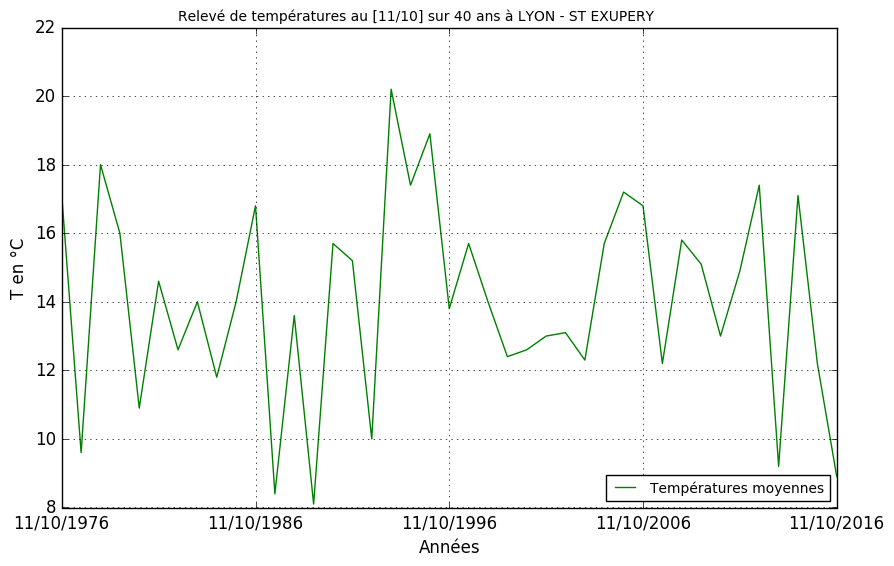 Relevé de températures au [11/10] sur 40 ans à LYON - ST EXUPERY
22
20
18
16
14
12
10
8
T en °C
Températures moyennes
11/10/1976 11/10/1986 11/10/1996 11/10/2006 11/10/2016
Années